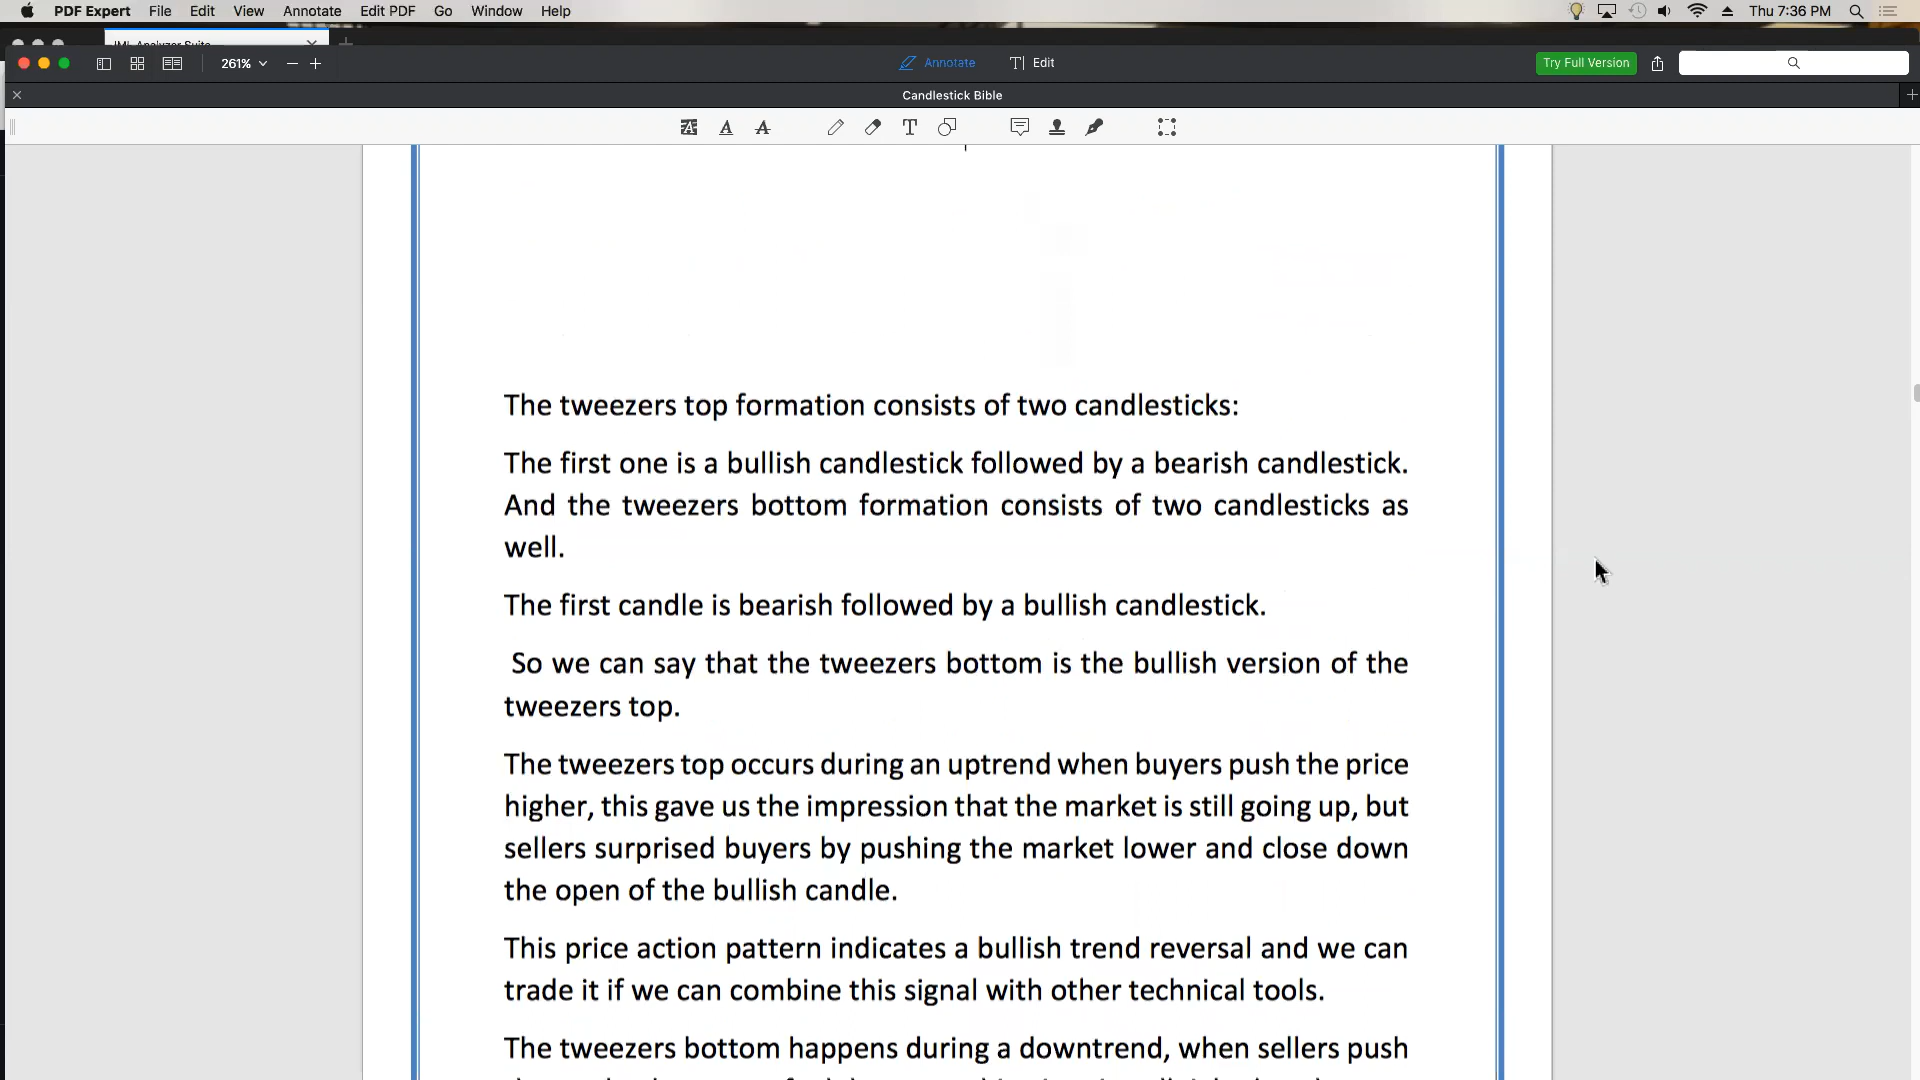 PDF Expert File Edit View Annotate Edit PDF Go Window Help Thu 7:36 PM
IML Analyzer Suite
261% Annotate Edit Try Full Version
Candlestick Bible
The tweezers top formation consists of two candlesticks:
The first one is a bullish candlestick followed by a bearish candlestick.
And the tweezers bottom formation consists of two candlesticks as
well.
The first candle is bearish followed by a bullish candlestick.
So we can say that the tweezers bottom is the bullish version of the
tweezers top.
The tweezers top occurs during an uptrend when buyers push the price
higher, this gave us the impression that the market is still going up, but
sellers surprised buyers by pushing the market lower and close down
the open of the bullish candle.
This price action pattern indicates a bullish trend reversal and we can
trade it if we can combine this signal with other technical tools.
The tweezers bottom happens during a downtrend, when sellers push